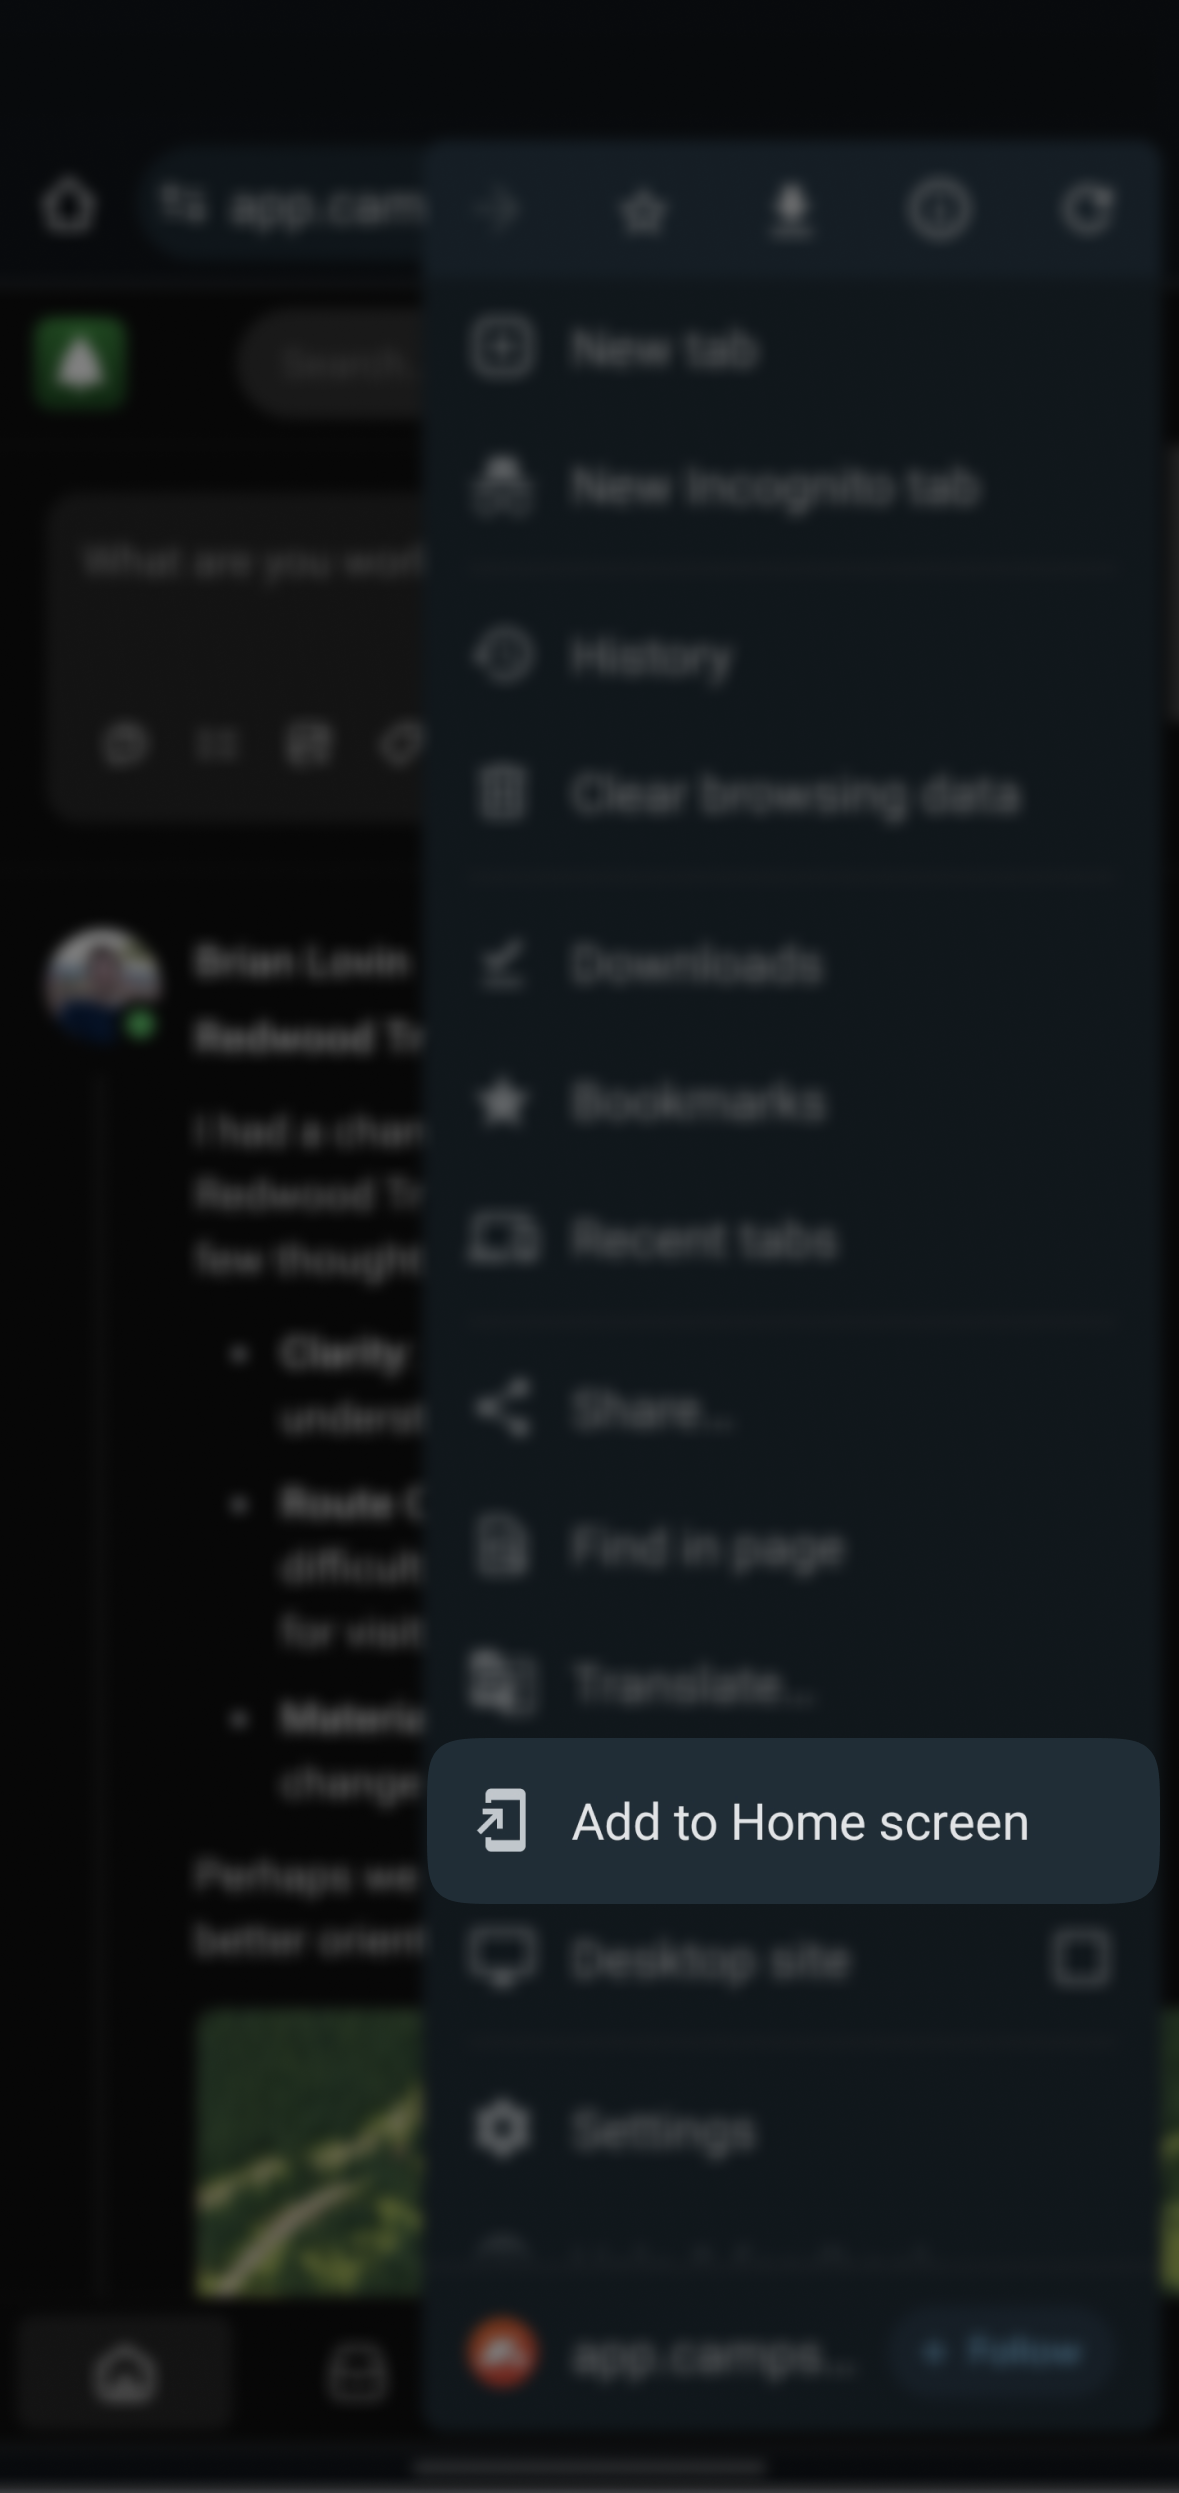 app.cam
Search
What are you wor
Brian Lovin
Redwood Tr
I had a chan
Redwood Tr
few thought
• Clarity
underst
• Route C
difficult
for visit
• Materia
change
Perhaps we
better orient
New tab
New Incognito tab
History
Clear browsing data
Downloads
Bookmarks
Recent tabs
Share...
Find in page
Translate...
Add to Home screen
Desktop site
Settings
app.camps...
+ Follow